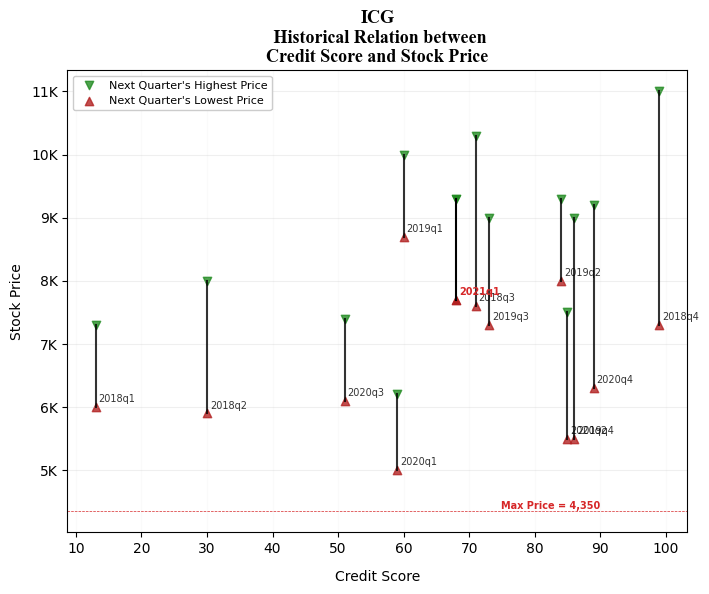 ICG
Historical Relation between
Credit Score and Stock Price
Next Quarter's Highest Price
Next Quarter's Lowest Price
11K
10K
9K
8K
7K
6K
5K
Stock Price
2019q1
2019q2
2021q1
2018q3
2019q3
2018q4
2020q4
2020q3
2018q1
2018q2
2019q4
2020q1
Max Price = 4,350
10 20 30 40 50 60 70 80 90 100
Credit Score